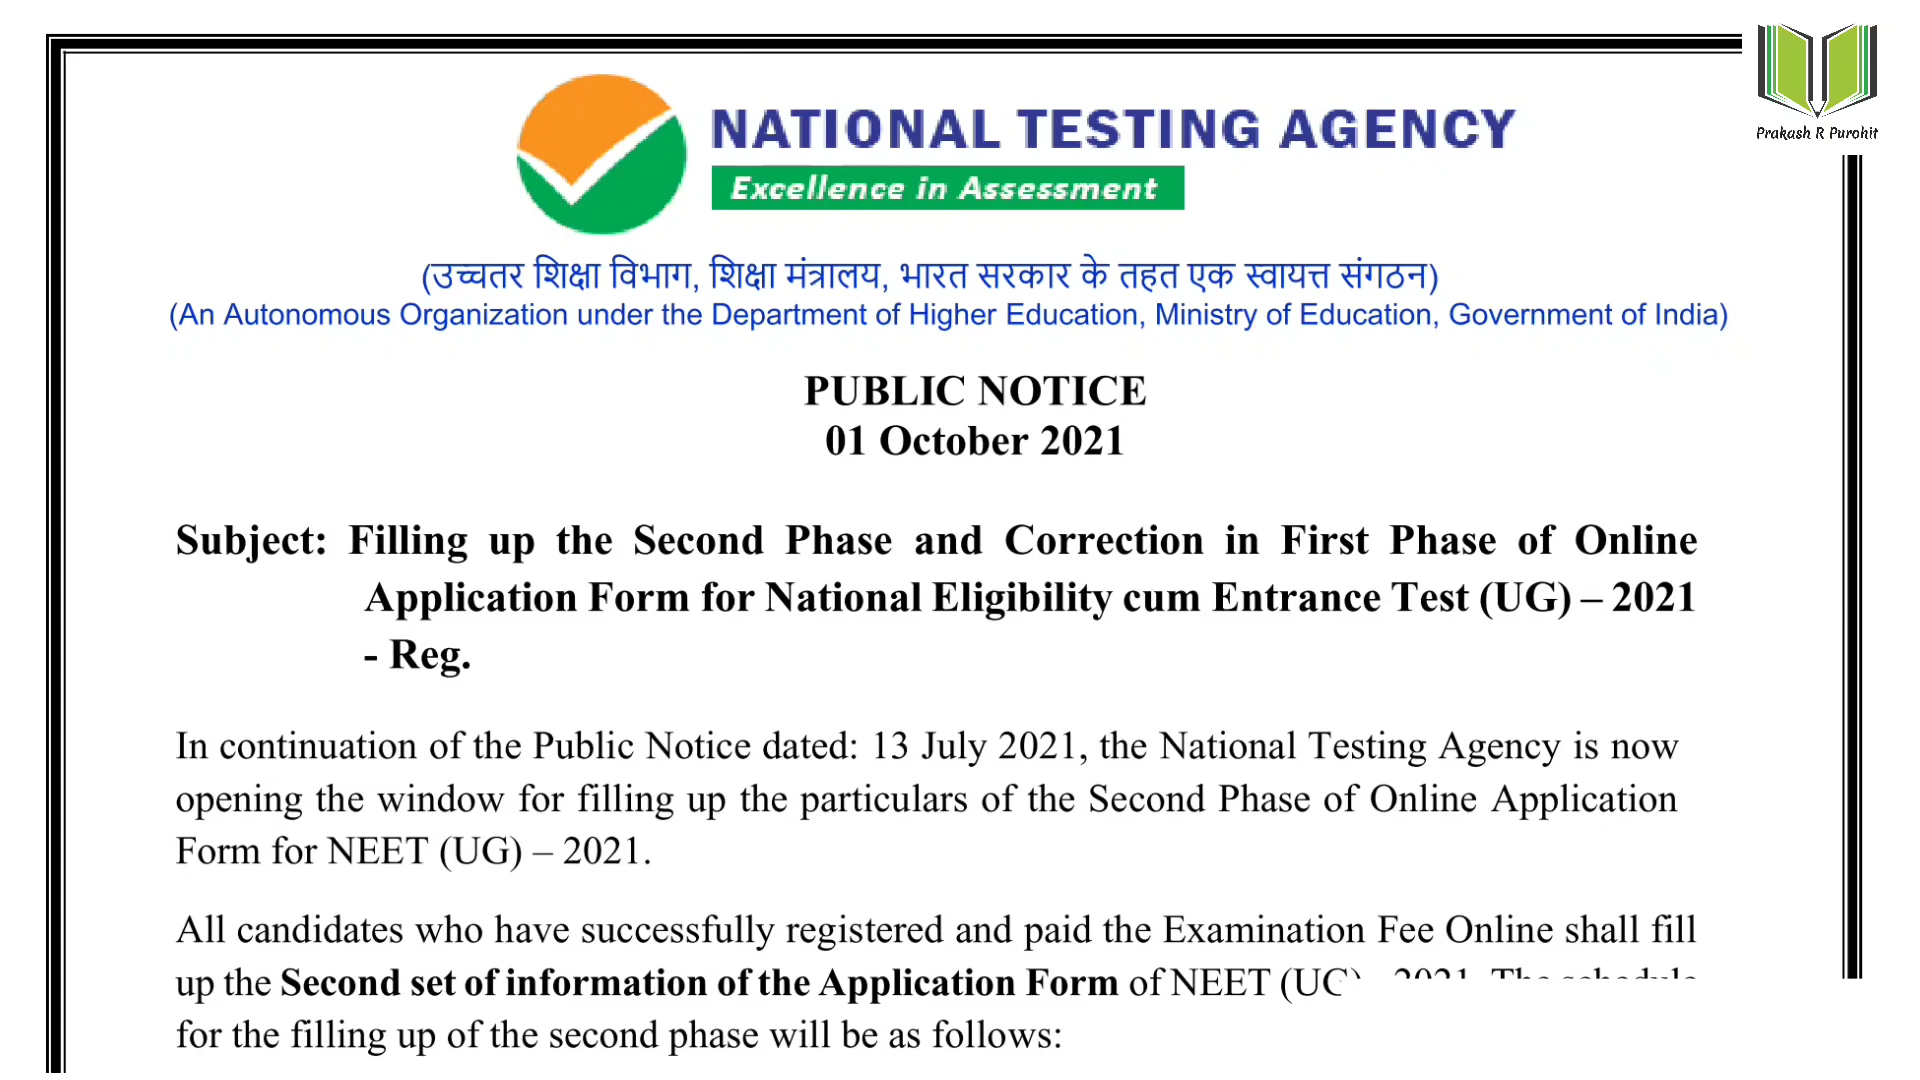 Prakash R Purohit
NATIONAL TESTING AGENCY
Excellence in Assessment
(उच्चतर शिक्षा विभाग, शिक्षा मंत्रालय, भारत सरकार के तहत एक स्वायत्त संगठन)
(An Autonomous Organization under the Department of Higher Education, Ministry of Education, Government of India)
PUBLIC NOTICE
01 October 2021
Subject: Filling up the Second Phase and Correction in First Phase of Online
Application Form for National Eligibility cum Entrance Test (UG) – 2021
- Reg.
In continuation of the Public Notice dated: 13 July 2021, the National Testing Agency is now
opening the window for filling up the particulars of the Second Phase of Online Application
Form for NEET (UG) – 2021.
All candidates who have successfully registered and paid the Examination Fee Online shall fill
up the Second set of information of the Application Form of NEET
for the filling up of the second phase will be as follows: